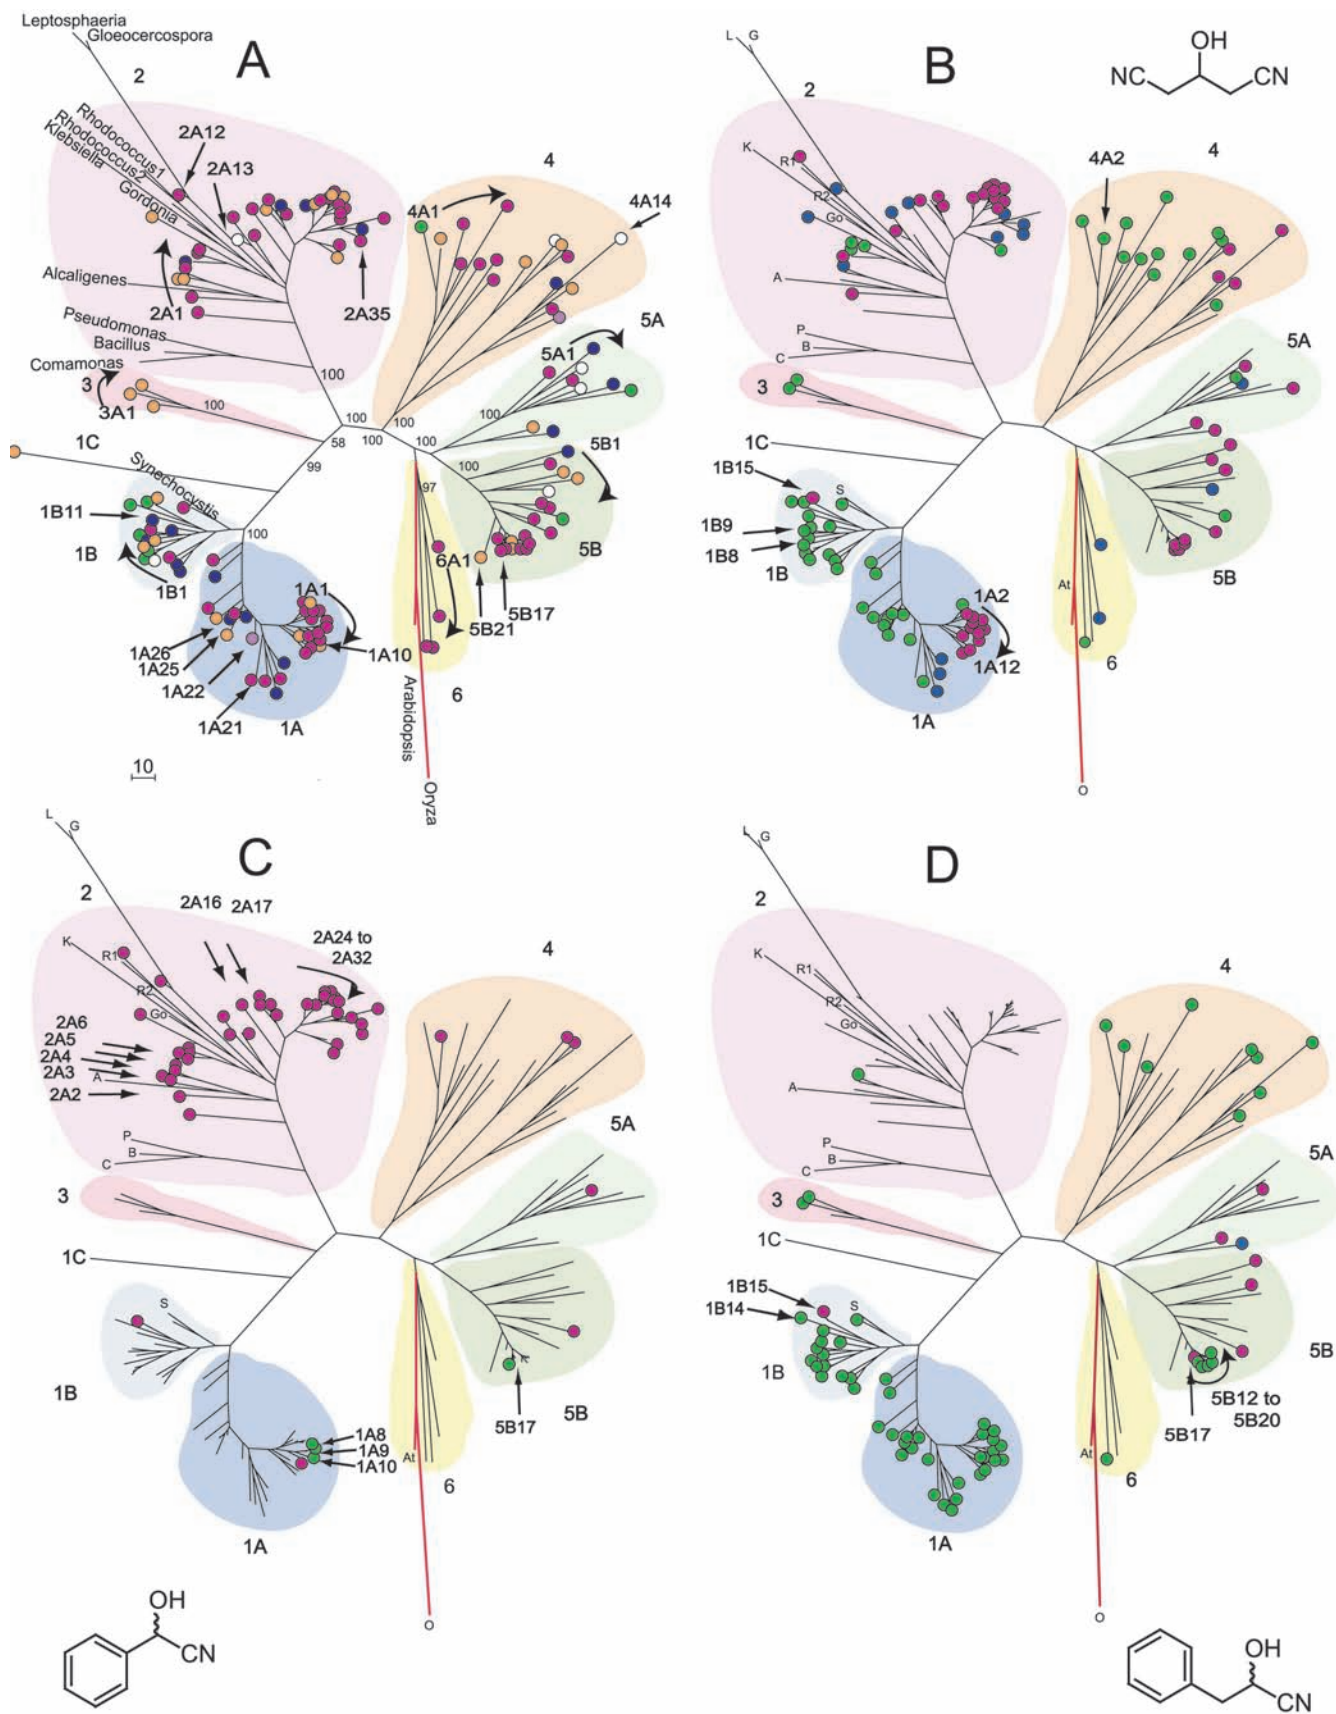 Leptosphaeria
Gloeocercospora
A
2
Rhodococcus1
Rhodococcus2
Klebsiella
Gordonia
2A12
2A13
4
4A1
4A14
Alcaligenes
2A1
2A35
Pseudomonas
Bacillus
Comamonas
5A
5A1
3
3A1
100
100
100
100
100
100
100
58
99
1C
5B1
100
Synechocystis
97
1B11
1B
1B1
100
6A1
5B
1A1
5B21
5B17
1A26
1A25
1A22
1A21
1A10
1A
6
Arabidopsis
Oryza
10
L
G
B
OH
NC
CN
2
K
R1
R2
Go
4A2
4
A
P
B
C
5A
3
1C
1B15
S
1B9
1B8
1B
5B
At
1A2
1A12
6
1A
O
L
G
C
2
2A16
2A17
2A24 to
2A32
4
K
R1
R2
Go
2A6
2A5
2A4
2A3
A
2A2
5A
P
B
C
3
1C
S
1B
5B17
5B
1A8
1A9
1A10
At
6
1A
O
OH
CN
L
G
D
2
K
R1
R2
Go
4
A
P
B
C
5A
3
1C
1B15
1B14
S
1B
5B
5B12 to
5B20
5B17
At
6
1A
O
OH
CN